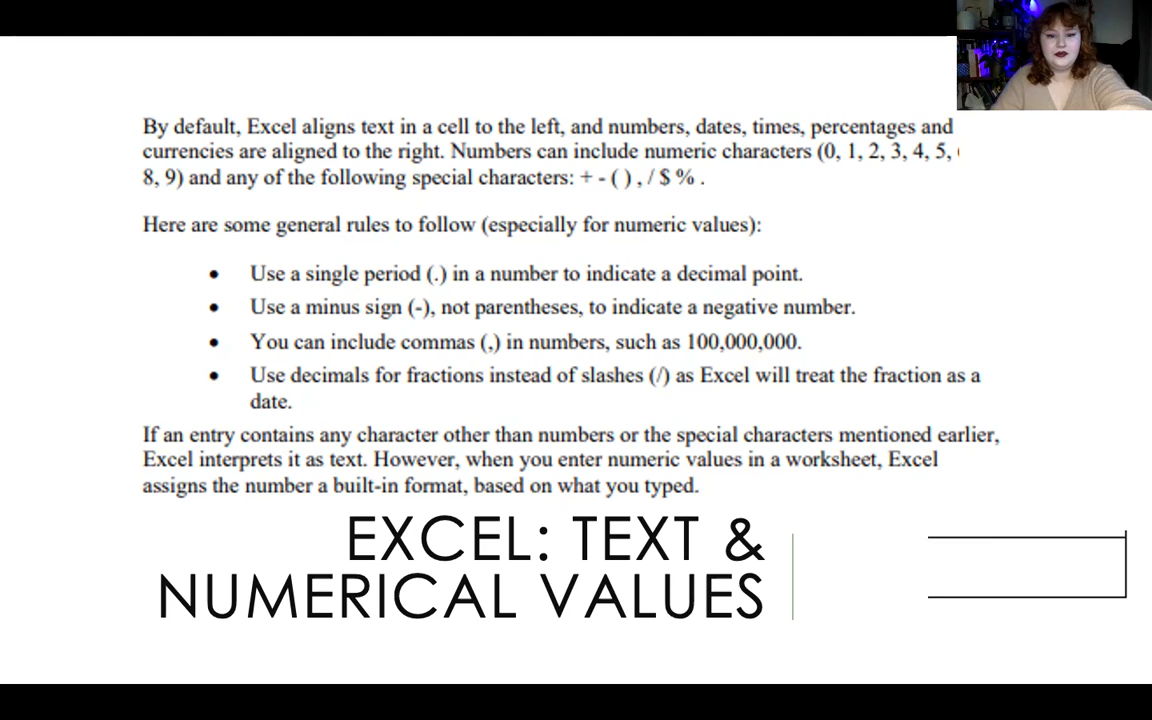 By default, Excel aligns text in a cell to the left, and numbers, dates, times, percentages and
currencies are aligned to the right. Numbers can include numeric characters (0, 1, 2, 3, 4, 5,
8, 9) and any of the following special characters: + - ( ) , / $ % .
Here are some general rules to follow (especially for numeric values):
• Use a single period (.) in a number to indicate a decimal point.
• Use a minus sign (-), not parentheses, to indicate a negative number.
• You can include commas (,) in numbers, such as 100,000,000.
• Use decimals for fractions instead of slashes (/) as Excel will treat the fraction as a
date.
If an entry contains any character other than numbers or the special characters mentioned earlier,
Excel interprets it as text. However, when you enter numeric values in a worksheet, Excel
assigns the number a built-in format, based on what you typed.
EXCEL: TEXT &
NUMERICAL VALUES